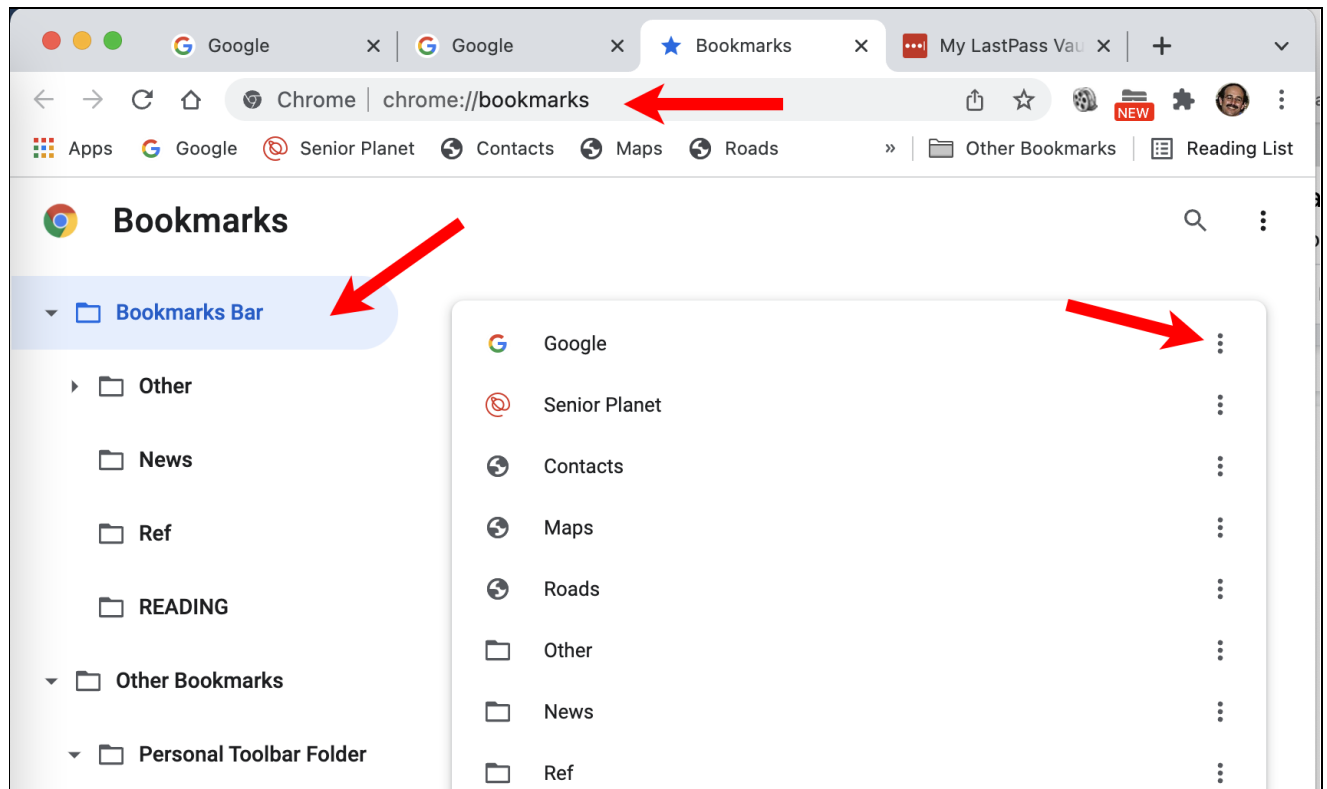 Google Google Bookmarks My LastPass Vau
Chrome chrome://bookmarks NEW
Apps Google Senior Planet Contacts Maps Roads » Other Bookmarks Reading List
Bookmarks
Bookmarks Bar
Other
News
Ref
READING
Other Bookmarks
Personal Toolbar Folder
Google
Senior Planet
Contacts
Maps
Roads
Other
News
Ref